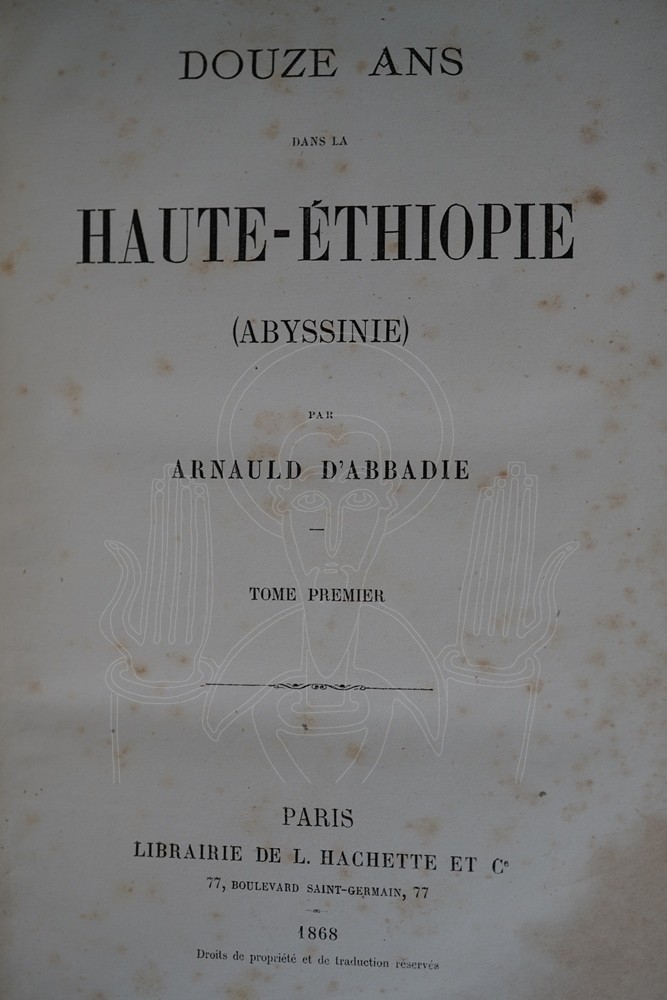 DOUZE ANS
DANS LA
HAUTE-ÉTHIOPIE
(ABYSSINIE)
PAR
ARNAULD D'ABBADIE
—
TOME PREMIER
PARIS
LIBRAIRIE DE L. HACHETTE ET Cᵉ
77, BOULEVARD SAINT-GERMAIN, 77
1868
Droits de propriété et de traduction réservés